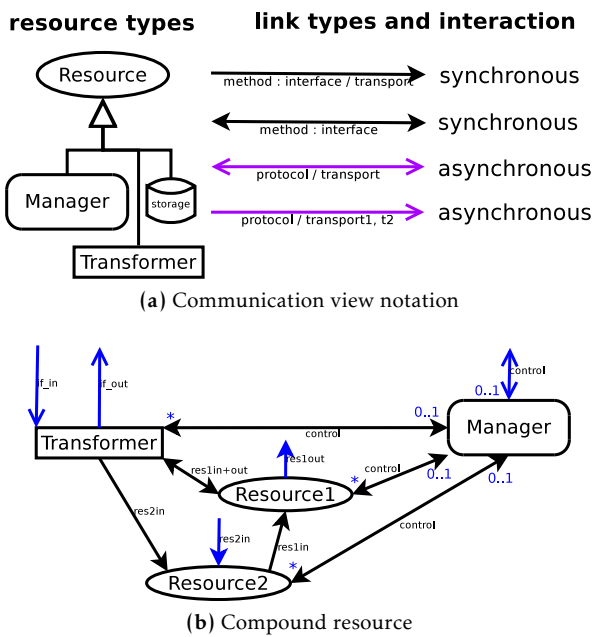 resource types
link types and interaction
Resource
method : interface / transport
synchronous
method : interface
synchronous
Manager
storage
protocol / transport
asynchronous
protocol / transport1, t2
asynchronous
Transformer
(a) Communication view notation
if_in
if_out
control
*
0..1
0..1
Transformer
control
Manager
res1out
res1in+out
control
*
0..1
0..1
Resource1
res2in
res2in
res1in
control
*
Resource2
(b) Compound resource